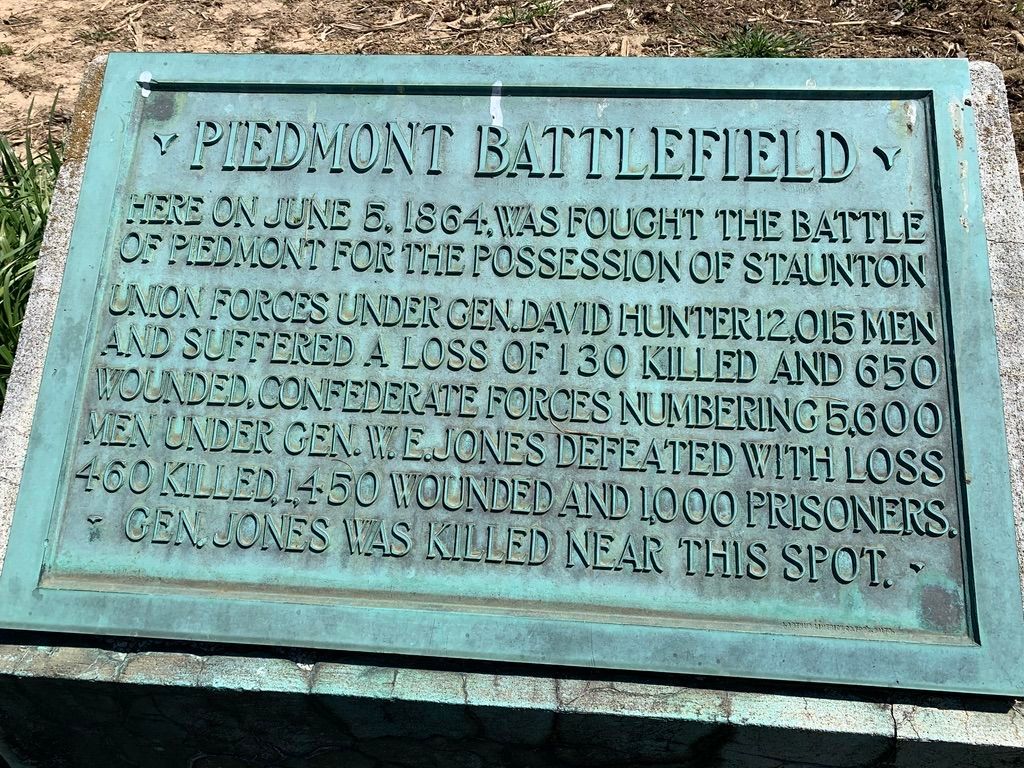 PIEDMONT BATTLEFIELD
HERE ON JUNE 5, 1864, WAS FOUGHT THE BATTLE
OF PIEDMONT FOR THE POSSESSION OF STAUNTON
UNION FORCES UNDER GEN. DAVID HUNTER 12,015 MEN
AND SUFFERED A LOSS OF 130 KILLED AND 650
WOUNDED, CONFEDERATE FORCES NUMBERING 5,600
MEN UNDER GEN. W. E. JONES DEFEATED WITH LOSS
460 KILLED, 1,450 WOUNDED AND 1,000 PRISONERS.
GEN. JONES WAS KILLED NEAR THIS SPOT.